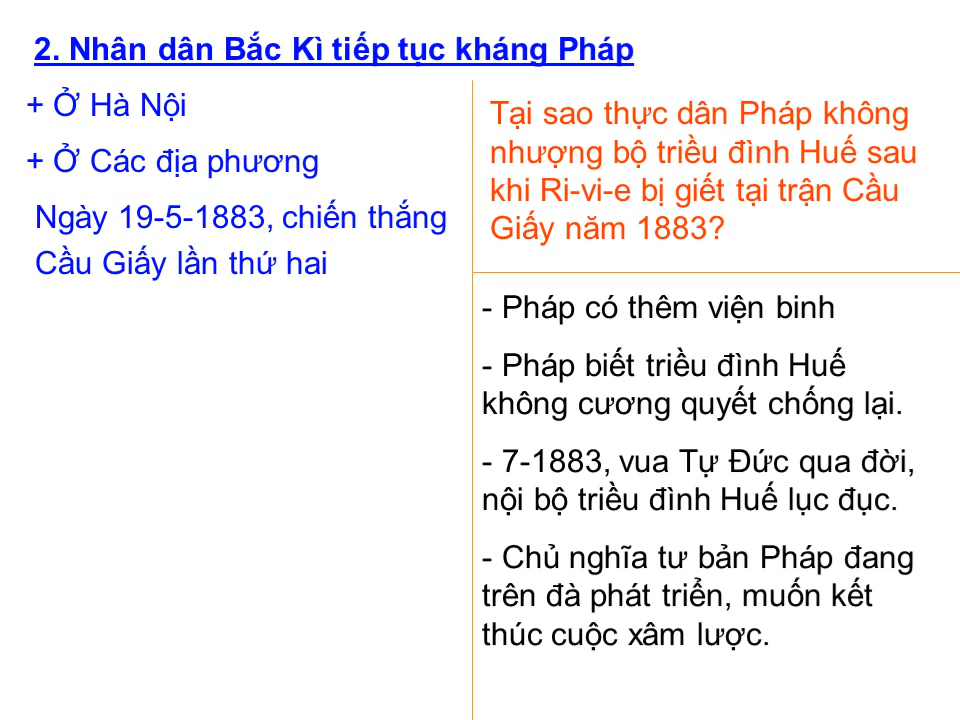 2. Nhân dân Bắc Kì tiếp tục kháng Pháp
+ Ở Hà Nội
+ Ở Các địa phương
Ngày 19-5-1883, chiến thắng
Cầu Giấy lần thứ hai
Tại sao thực dân Pháp không
nhượng bộ triều đình Huế sau
khi Ri-vi-e bị giết tại trận Cầu
Giấy năm 1883?
- Pháp có thêm viện binh
- Pháp biết triều đình Huế
không cương quyết chống lại.
- 7-1883, vua Tự Đức qua đời,
nội bộ triều đình Huế lục đục.
- Chủ nghĩa tư bản Pháp đang
trên đà phát triển, muốn kết
thúc cuộc xâm lược.